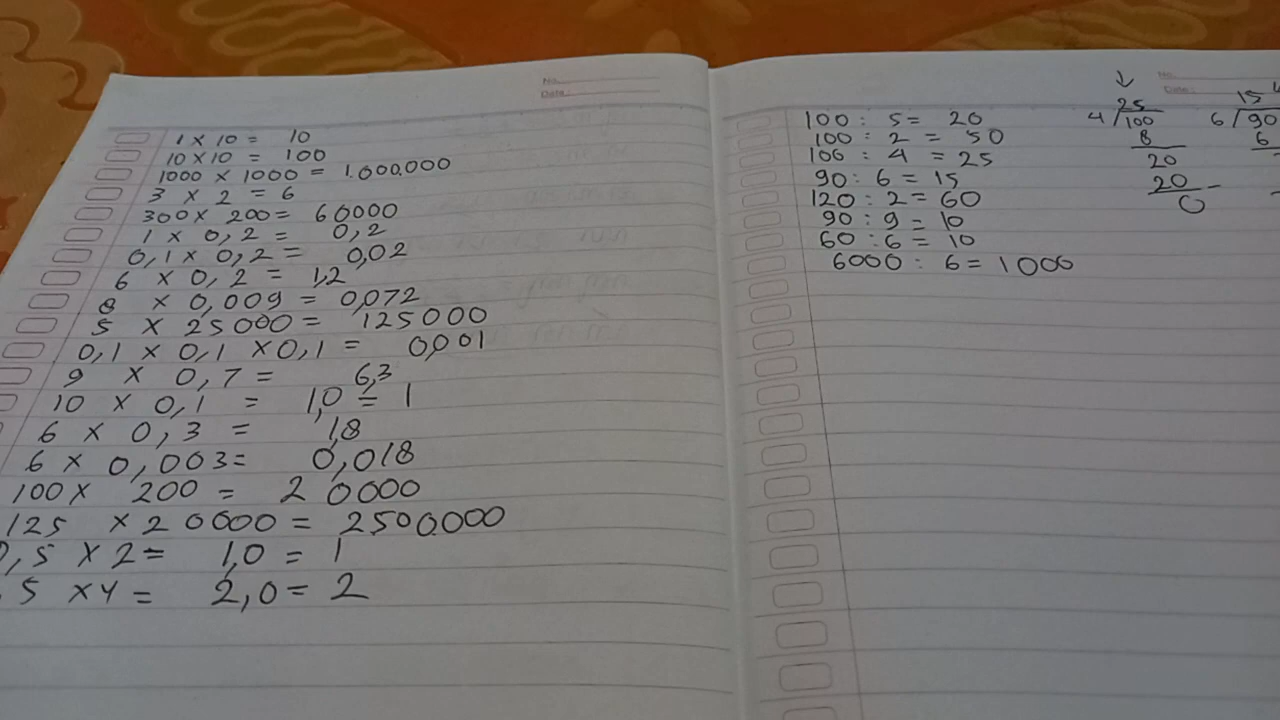 No.
Date:
1 x 10 = 10
10 x 10 = 100
1000 x 1000 = 1.000.000
3 x 2 = 6
300 x 200 = 60000
1 x 0,2 = 0,2
0,1 x 0,2 = 0,02
6 x 0,2 = 1,2
8 x 0,009 = 0,072
5 x 25000 = 125000
0,1 x 0,1 x 0,1 = 0,001
9 x 0,7 = 6,3
10 x 0,1 = 1,0 = 1
6 x 0,3 = 1,8
6 x 0,003 = 0,018
100 x 200 = 20000
125 x 20000 = 2500.000
,5 x 2 = 1,0 = 1
5 x 4 = 2,0 = 2
No.
Date:
100 : 5 = 20
100 : 2 = 50
100 : 4 = 25
90 : 6 = 15
120 : 2 = 60
90 : 9 = 10
60 : 6 = 10
6000 : 6 = 1000
25
4 / 100
8
20
20 -
0
15
6 / 90
6